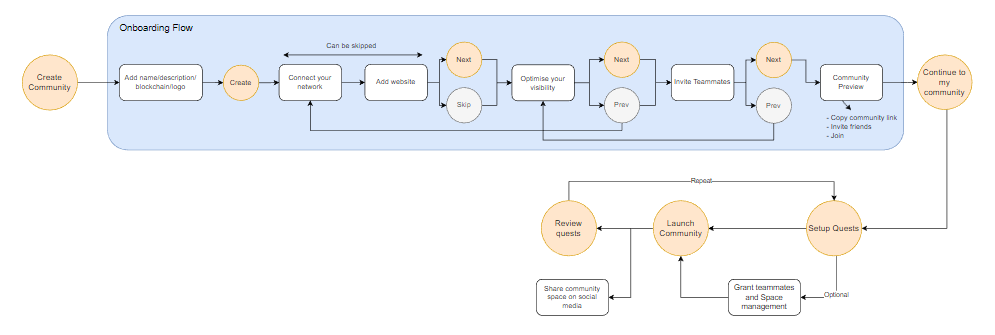 Onboarding Flow
Can be skipped
Create
Community
Add name/description/
blockchain/logo
Create
Connect your
network
Add website
Next
Skip
Optimise your
visibility
Next
Prev
Invite Teammates
Next
Prev
Community
Preview
- Copy community link
- Invite friends
- Join
Continue to
my
community
Repeat
Review
quests
Launch
Community
Setup Quests
Share community
space on social
media
Grant teammates
and Space
management
Optional